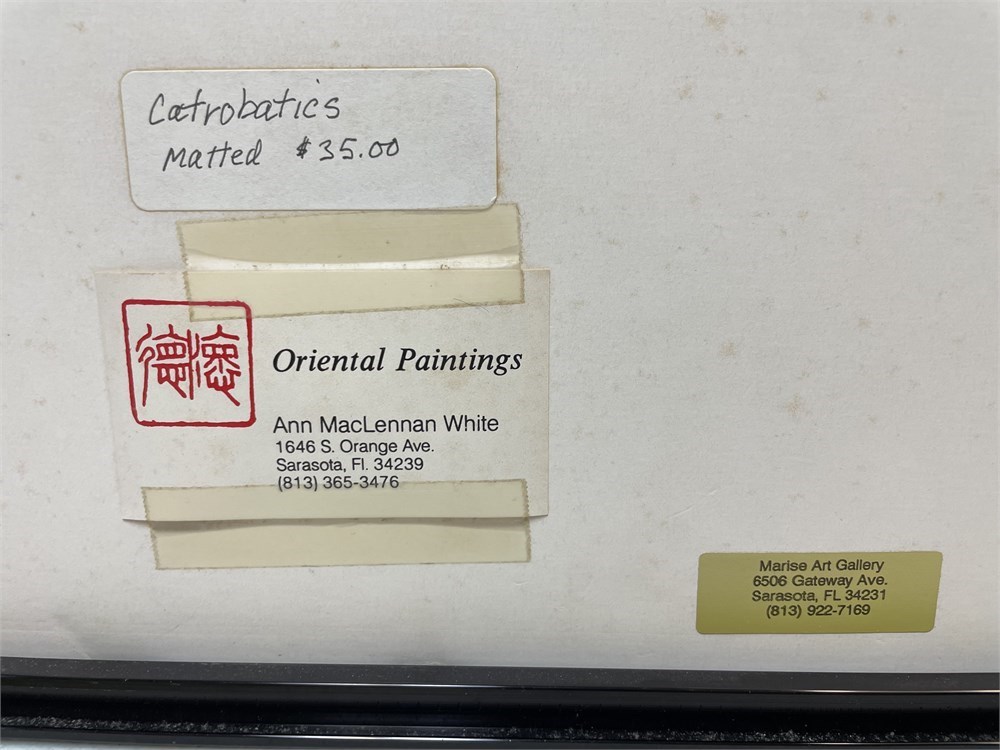 Catrobatics
Matted $35.00
Oriental Paintings
Ann MacLennan White
1646 S. Orange Ave.
Sarasota, Fl. 34239
(813) 365-3476
Marise Art Gallery
6506 Gateway Ave.
Sarasota, FL 34231
(813) 922-7169